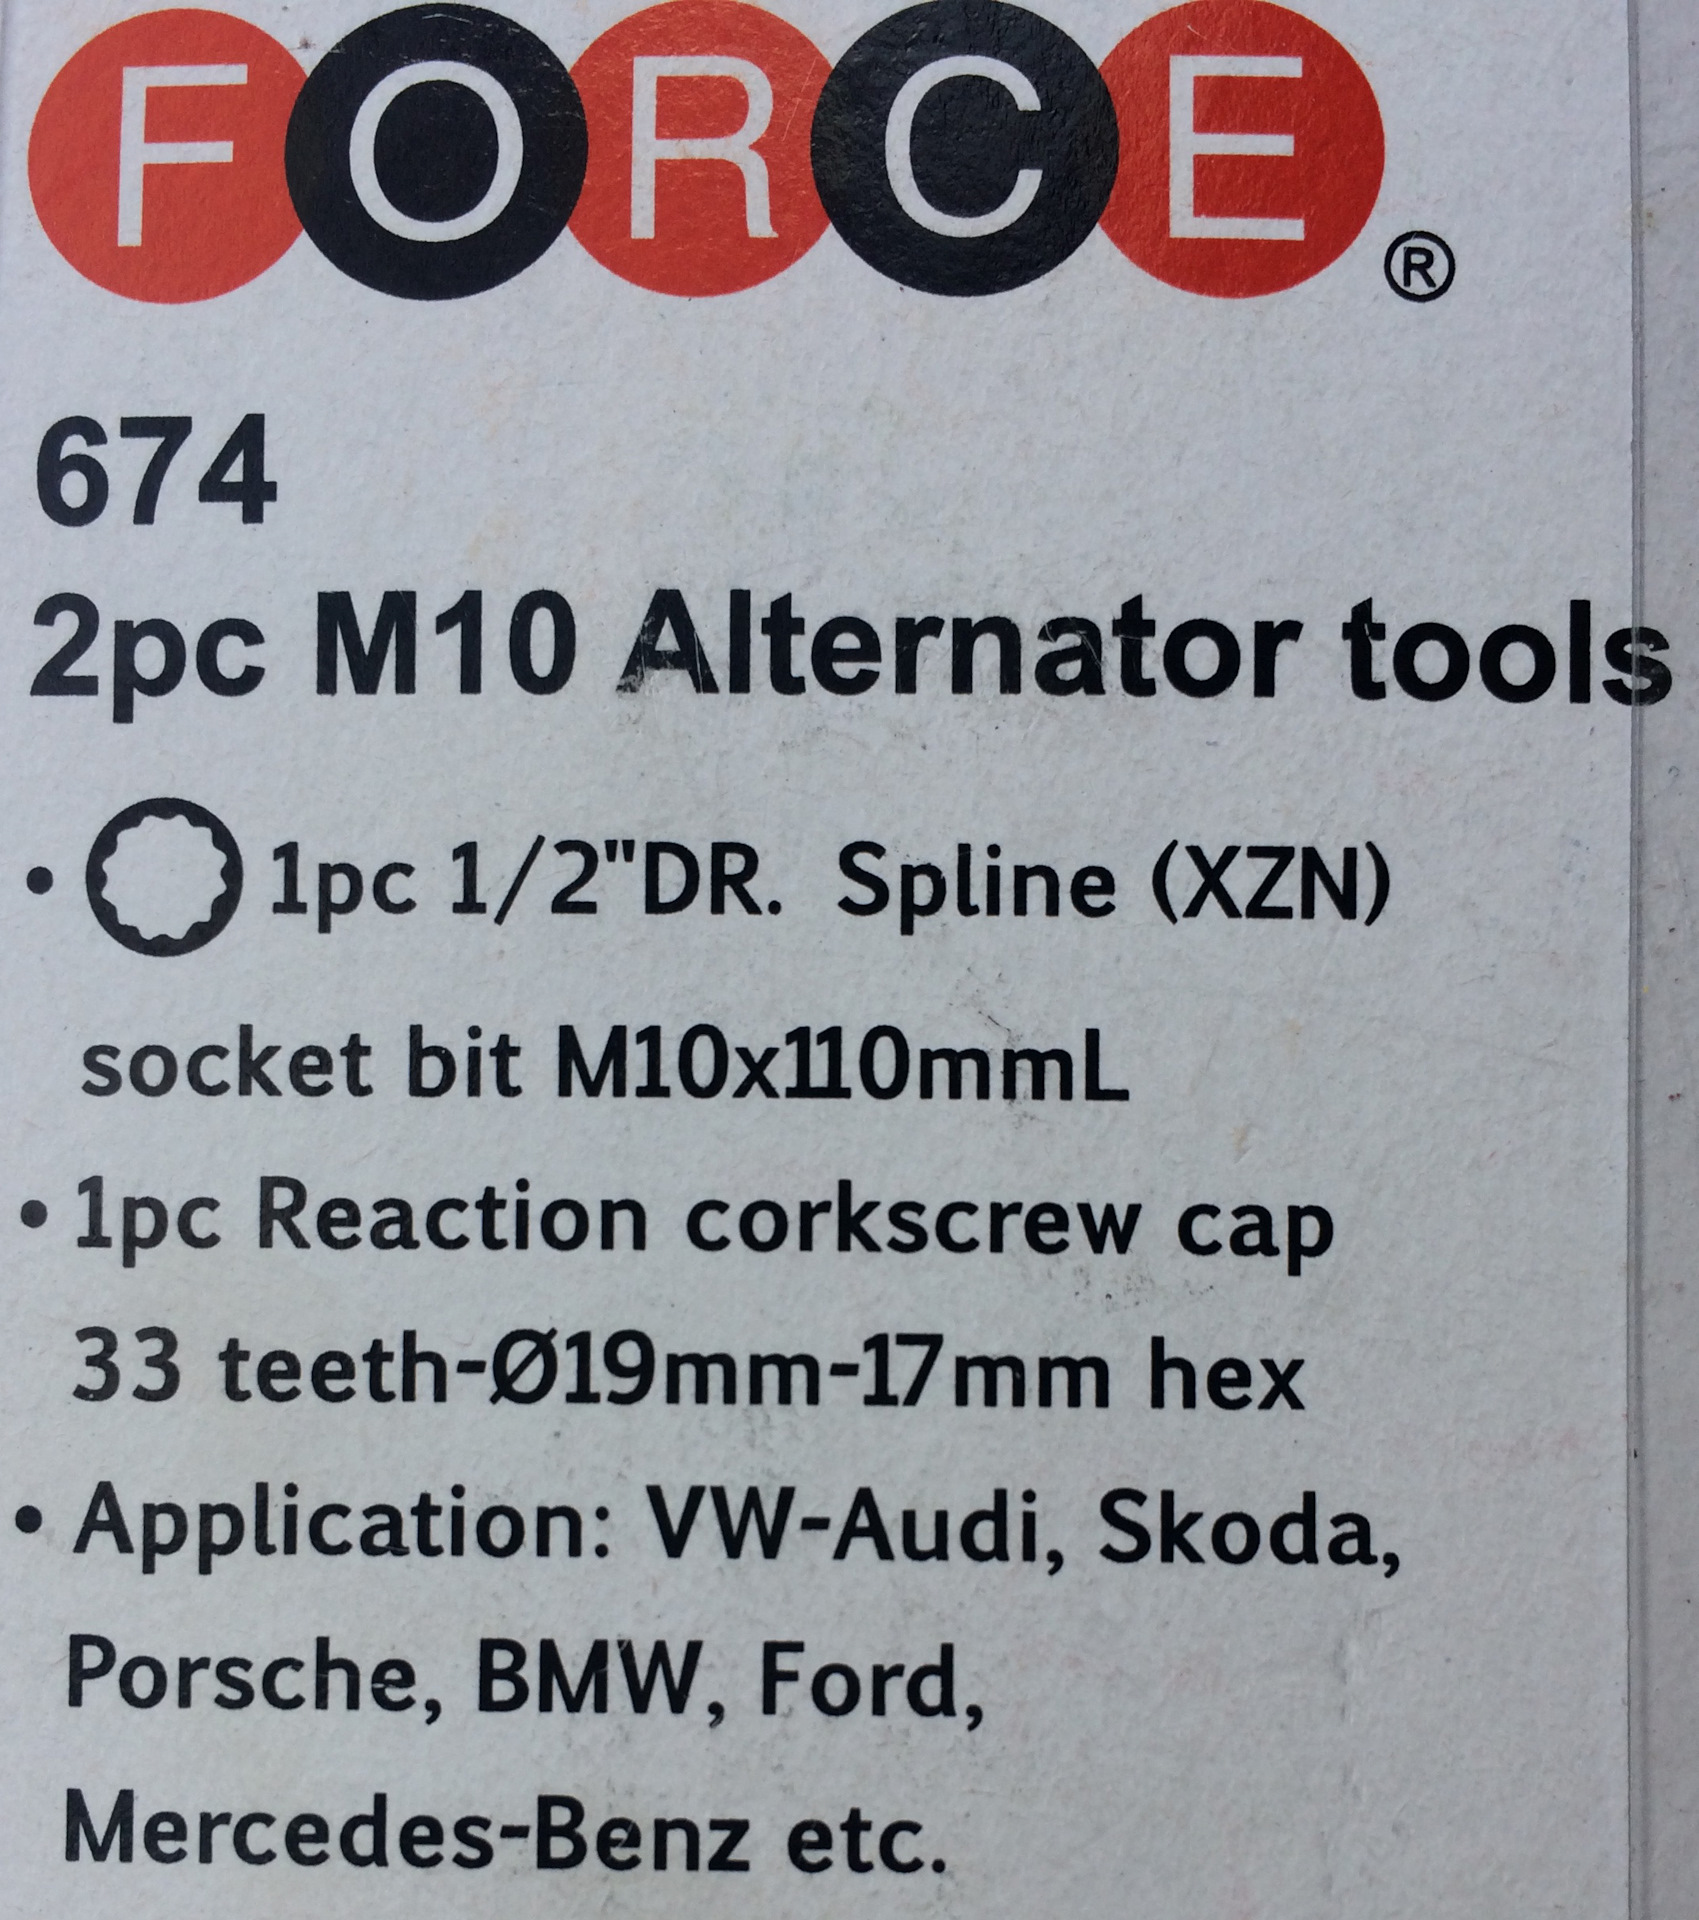 FORCE®
674
2pc M10 Alternator tools
• 1pc 1/2"DR. Spline (XZN)
socket bit M10x110mmL
• 1pc Reaction corkscrew cap
33 teeth-Ø19mm-17mm hex
• Application: VW-Audi, Skoda,
Porsche, BMW, Ford,
Mercedes-Benz etc.